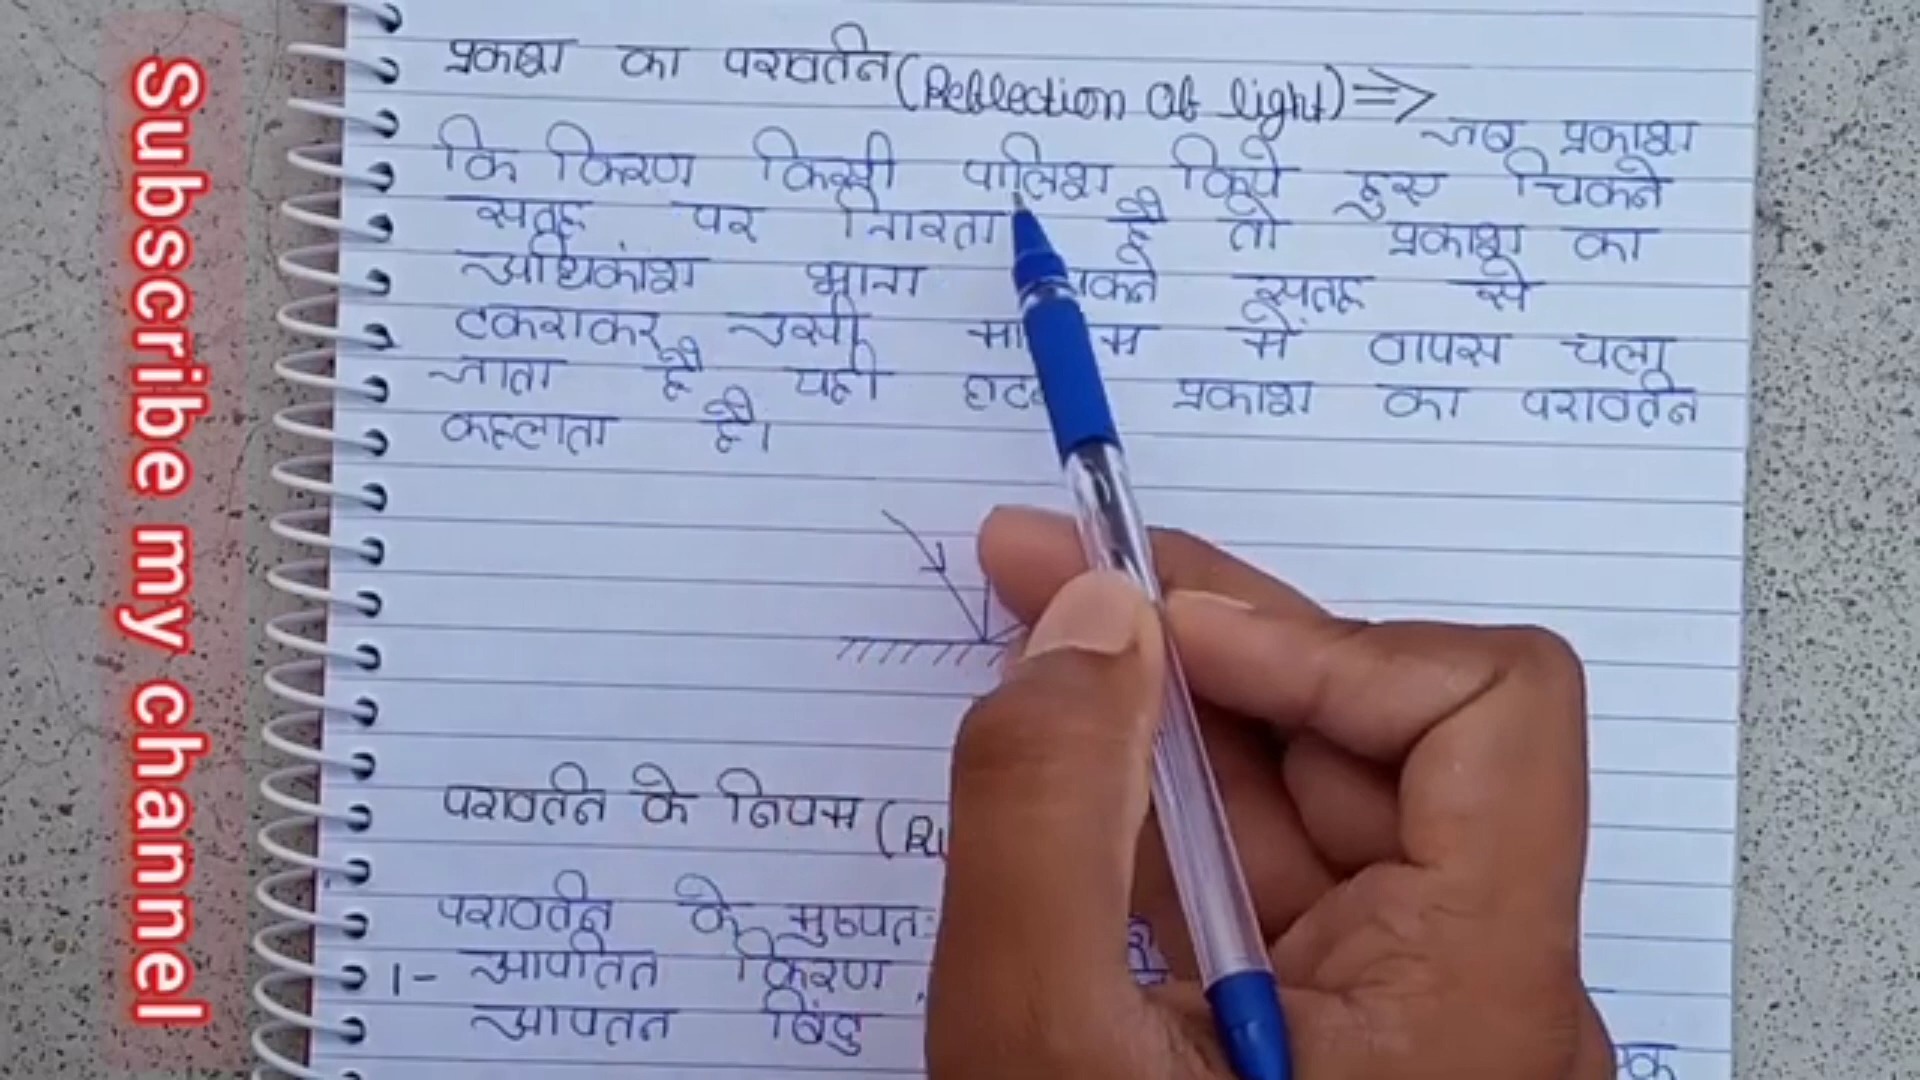 Subscribe my channel
प्रकाश का परावर्तन (Reflection of light) =>
जब प्रकाश
कि किरण किसी पालिश किये हुए चिकने
सतह पर गिरता है तो प्रकाश का
अधिकांश भाग सतह से
टकराकर उसी में वापस चला
जाता है यही प्रकाश का परावर्तन
कहलाता है।
परावर्तन के नियम (
परावर्तन के मुख्यतः
1- आपतित किरण,
आपतन बिंदु